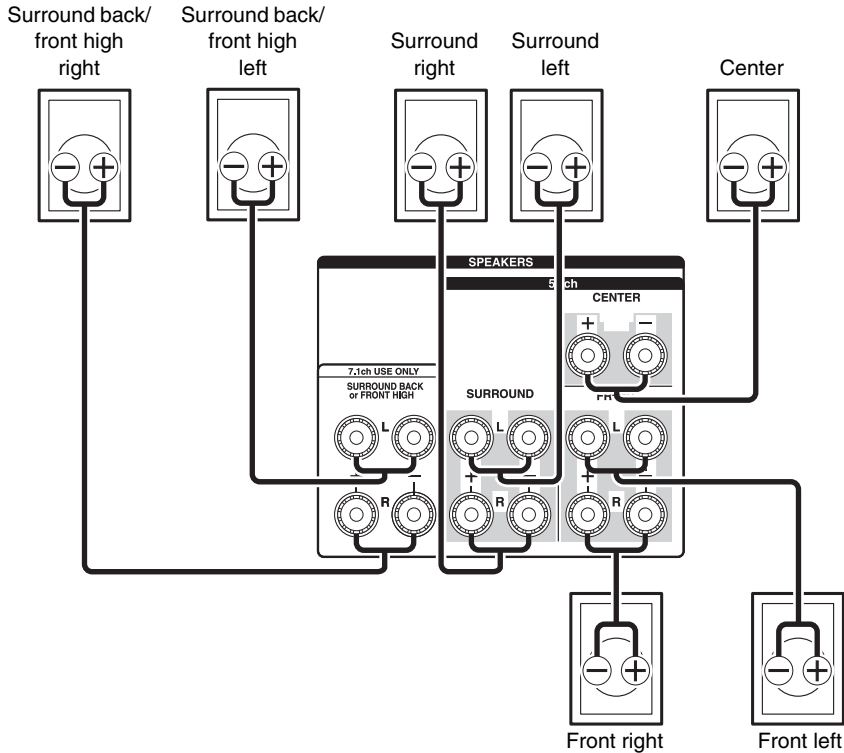 Surround back/
front high
right
Surround back/
front high
left
Surround
right
Surround
left
Center
SPEAKERS
CENTER
+ −
7.1ch USE ONLY
SURROUND BACK
or FRONT HIGH
SURROUND
L
L
L
+ −
+ −
+ −
R
R
R
− +
− +
− +
− +
− +
− +
− +
Front right
Front left